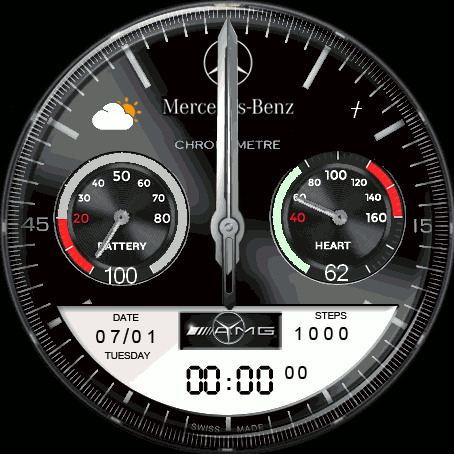 Mercedes-Benz
CHRONOMETRE
50
40 60
30 70
20 80
BATTERY
100
100
80 120
60 140
40 160
HEART
62
45
15
DATE
07/01
TUESDAY
AMG
STEPS
1000
00:00 00
SWISS MADE